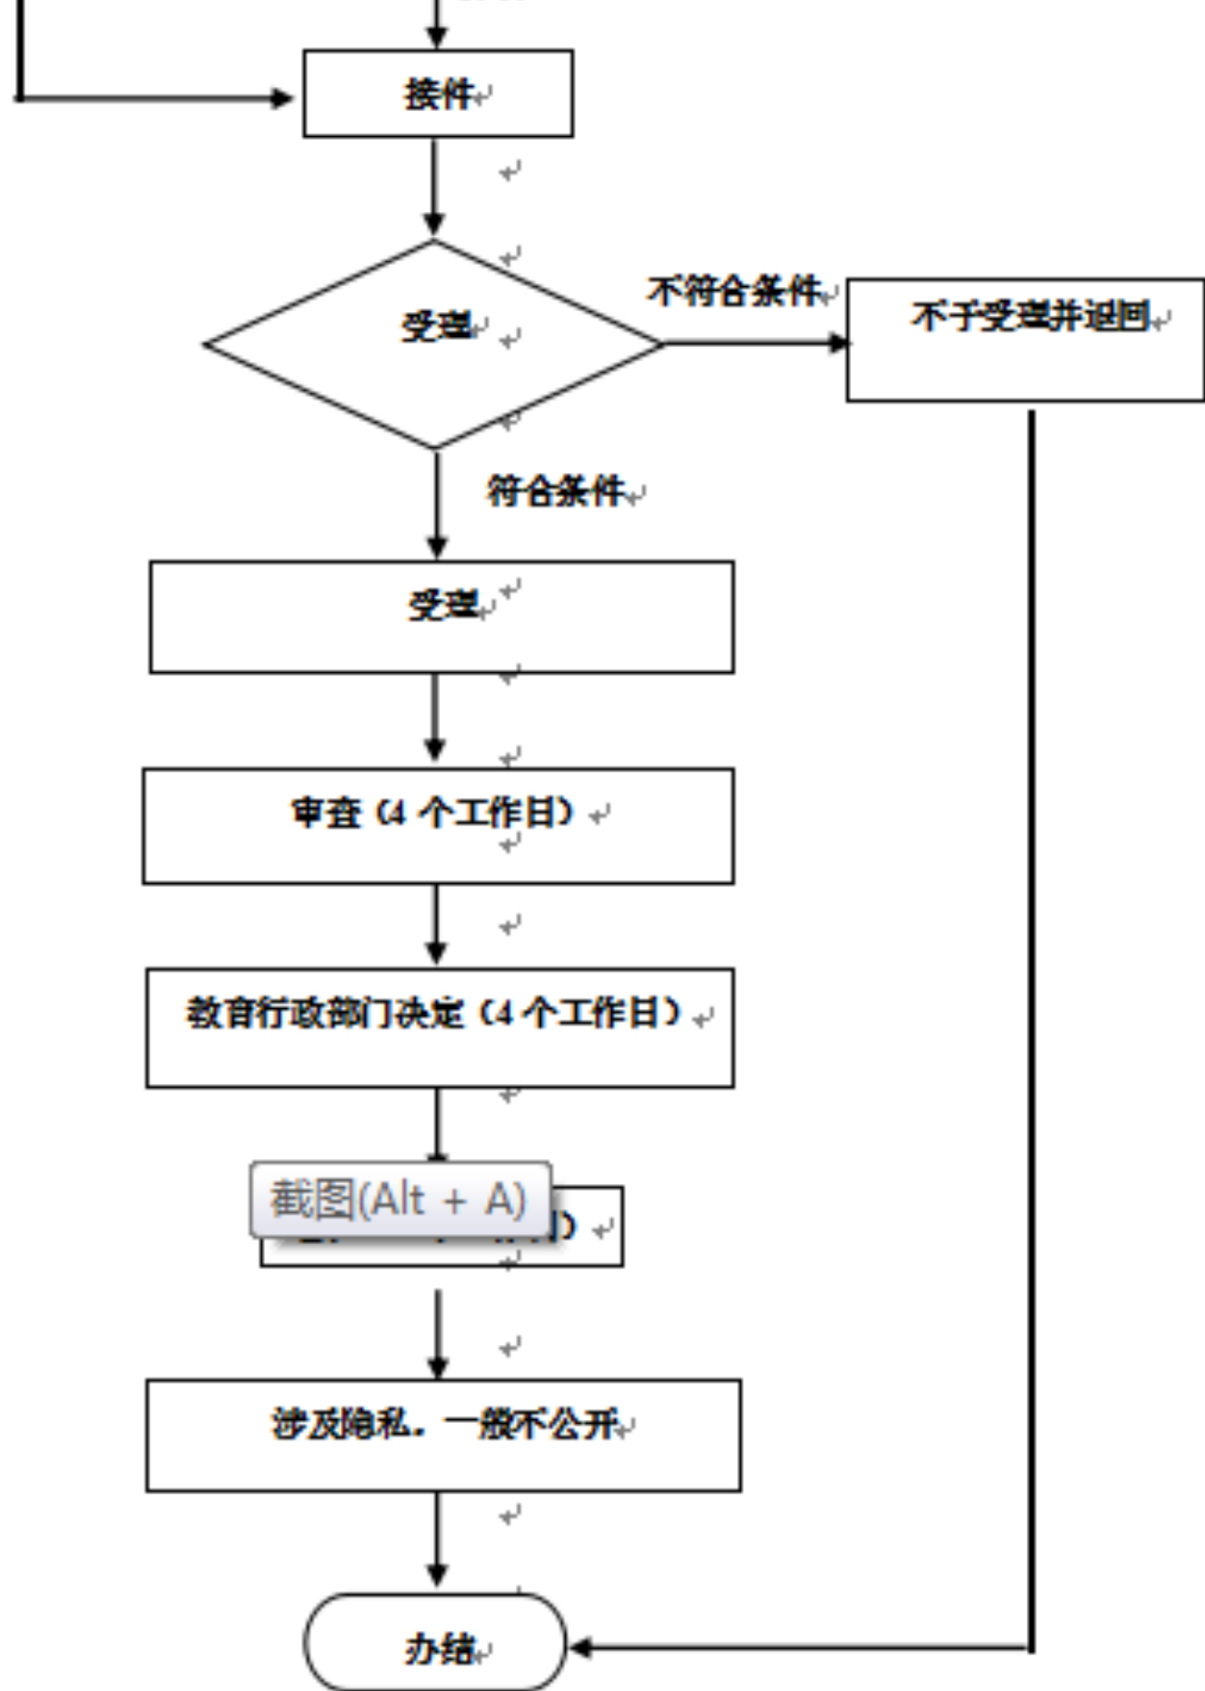 接件
受理
不符合条件
不予受理并退回
符合条件
受理
审查（4 个工作日）
教育行政部门决定（4 个工作日）
截图(Alt + A)
涉及隐私。一般不公开
办结